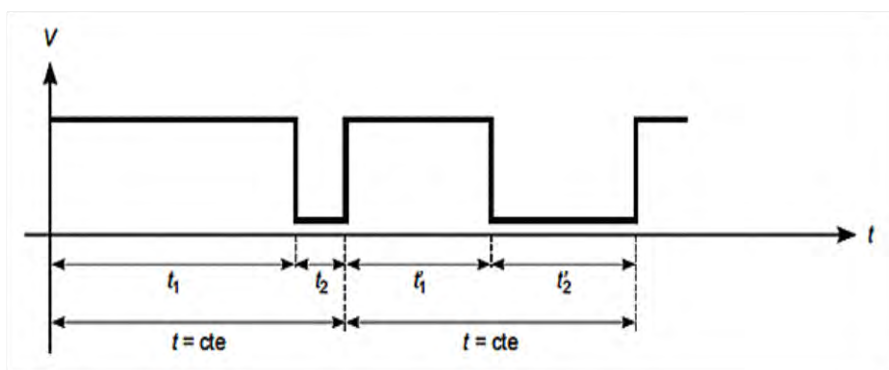 V
t
t₁ t₂ t'₁ t'₂
t = cte t = cte